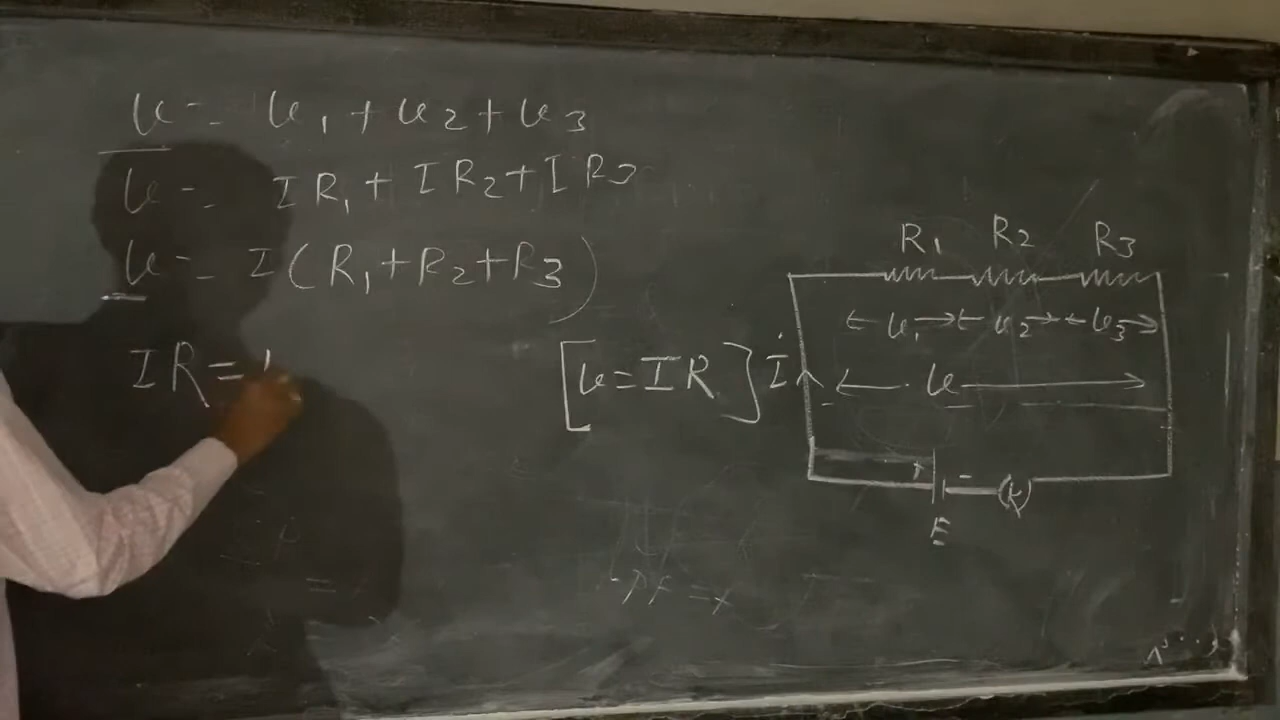 V = V1 + V2 + V3
V = IR1 + IR2 + IR3
V = I(R1 + R2 + R3)
IR =
[V = IR]
R1 R2 R3
V1 V2 V3
I V
+ -
(K)
E